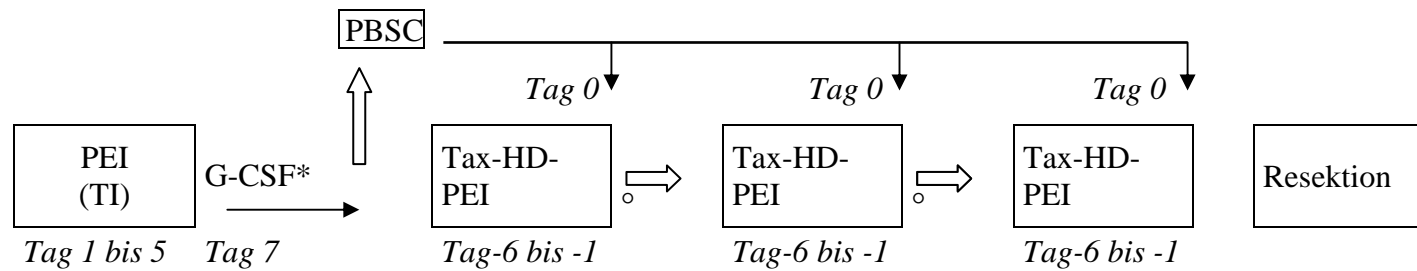 PBSC
Tag 0
Tag 0
Tag 0
PEI
(TI)
G-CSF*
Tax-HD-
PEI
Tax-HD-
PEI
Tax-HD-
PEI
Resektion
Tag 1 bis 5
Tag 7
Tag-6 bis -1
Tag-6 bis -1
Tag-6 bis -1